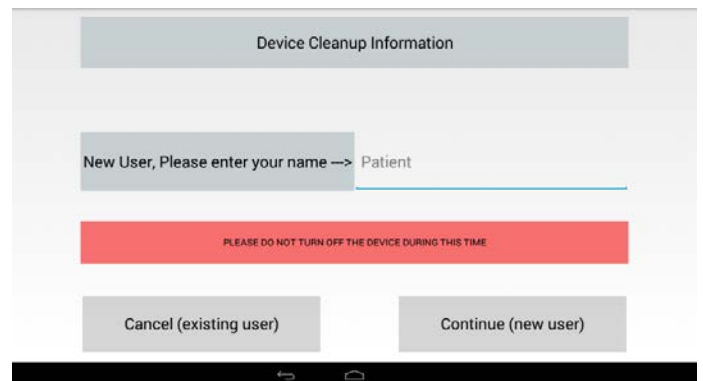 Device Cleanup Information
New User, Please enter your name ---> Patient
PLEASE DO NOT TURN OFF THE DEVICE DURING THIS TIME
Cancel (existing user)
Continue (new user)